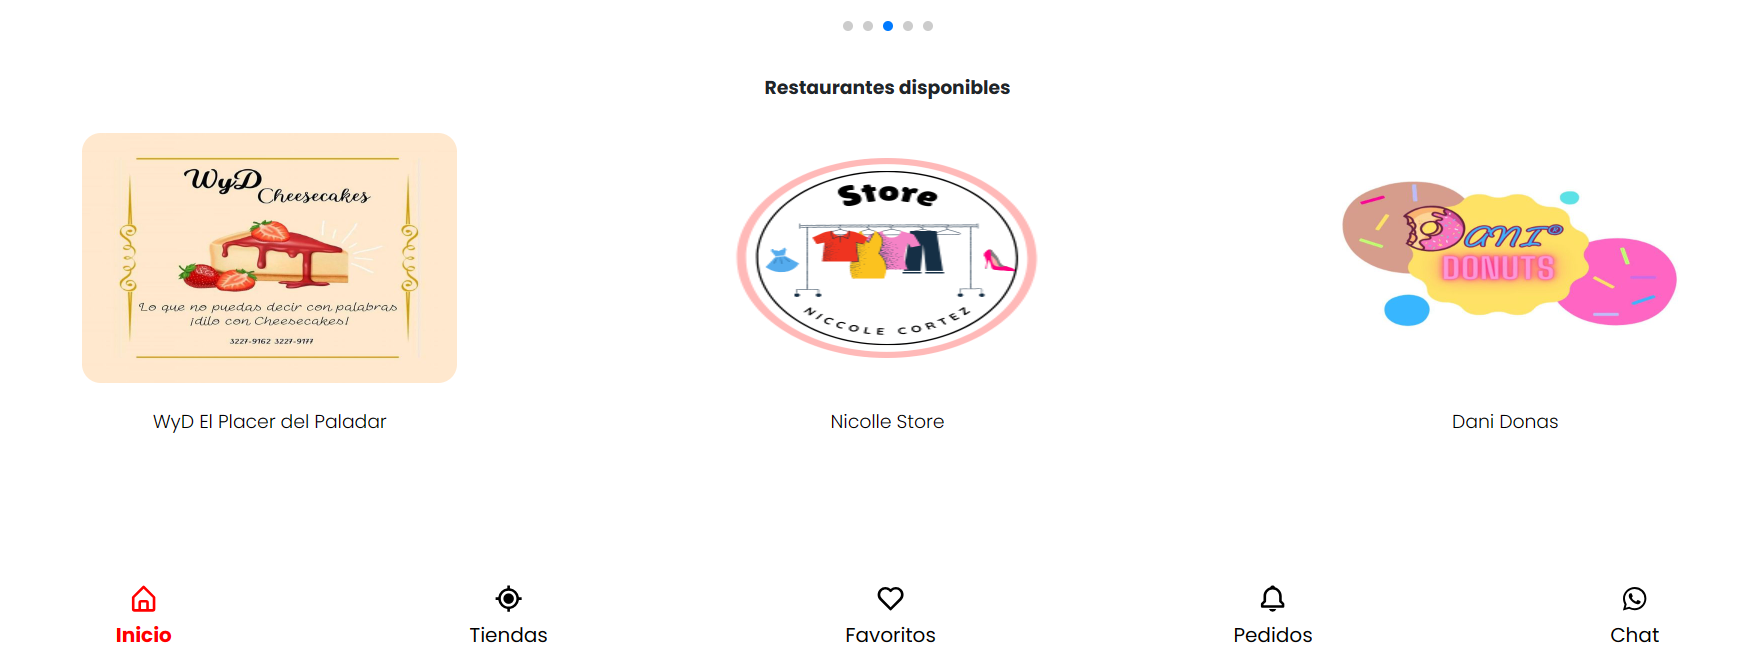 Restaurantes disponibles
WyD
Cheesecakes
Lo que no puedas decir con palabras
¡dilo con Cheesecakes!
3227-9162 3227-9177
WyD El Placer del Paladar
Store
NICCOLE CORTEZ
Nicolle Store
DANI
DONUTS
Dani Donas
Inicio
Tiendas
Favoritos
Pedidos
Chat